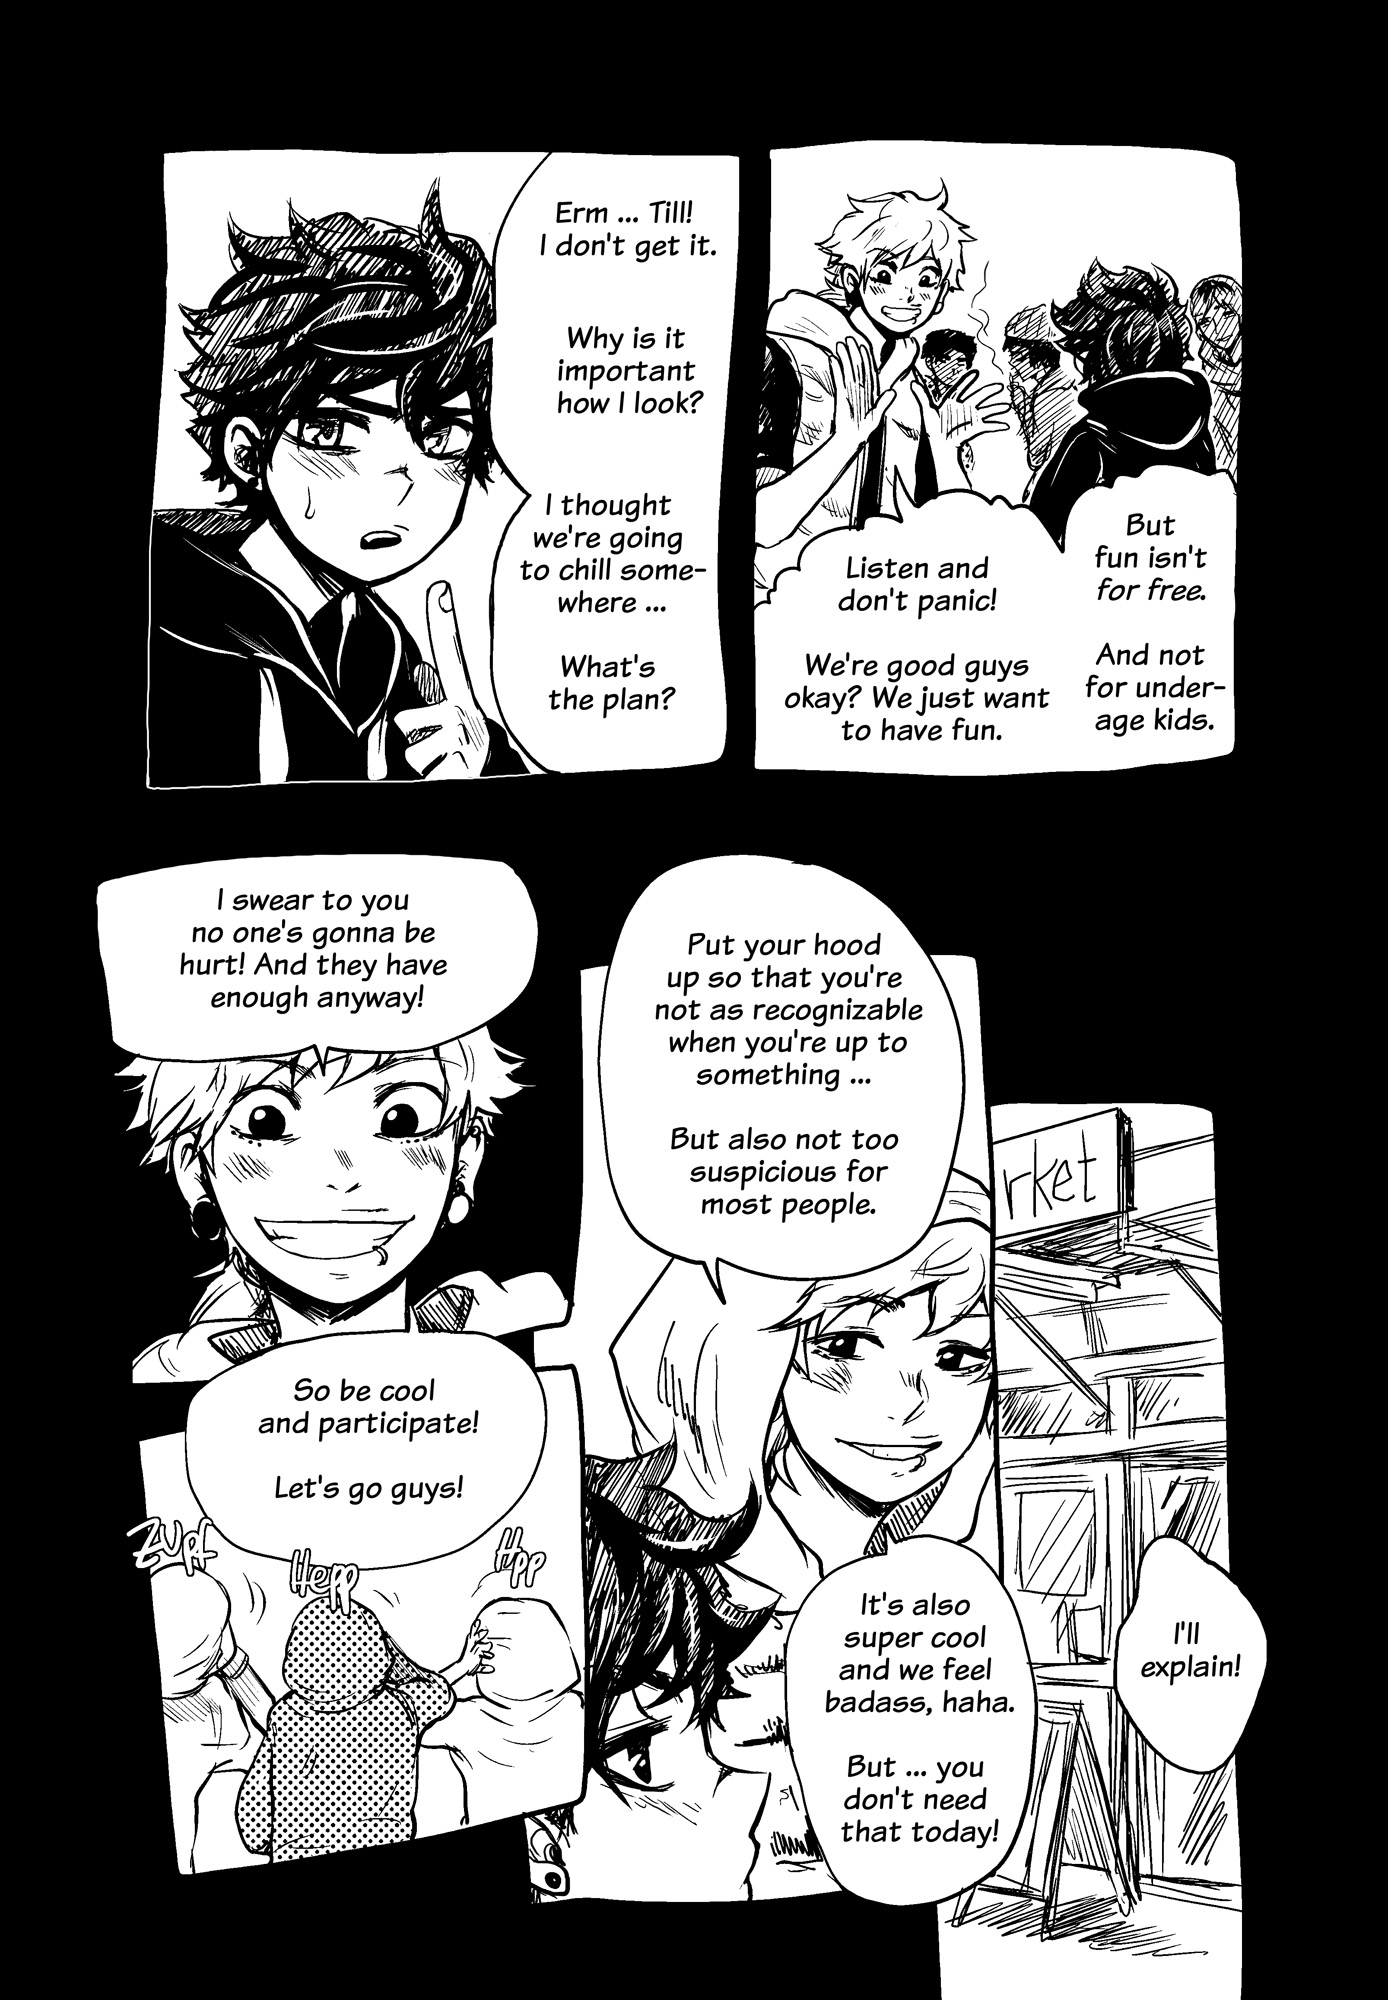 Erm ... Till!
I don't get it.
Why is it
important
how I look?
I thought
we're going
to chill some-
where ...
What's
the plan?
Listen and
don't panic!
We're good guys
okay? We just want
to have fun.
But
fun isn't
for free.
And not
for under-
age kids.
I swear to you
no one's gonna be
hurt! And they have
enough anyway!
So be cool
and participate!
Let's go guys!
Zupf
Hepp
Hpp
Put your hood
up so that you're
not as recognizable
when you're up to
something ...
But also not too
suspicious for
most people.
rket
It's also
super cool
and we feel
badass, haha.
But ... you
don't need
that today!
I'll
explain!